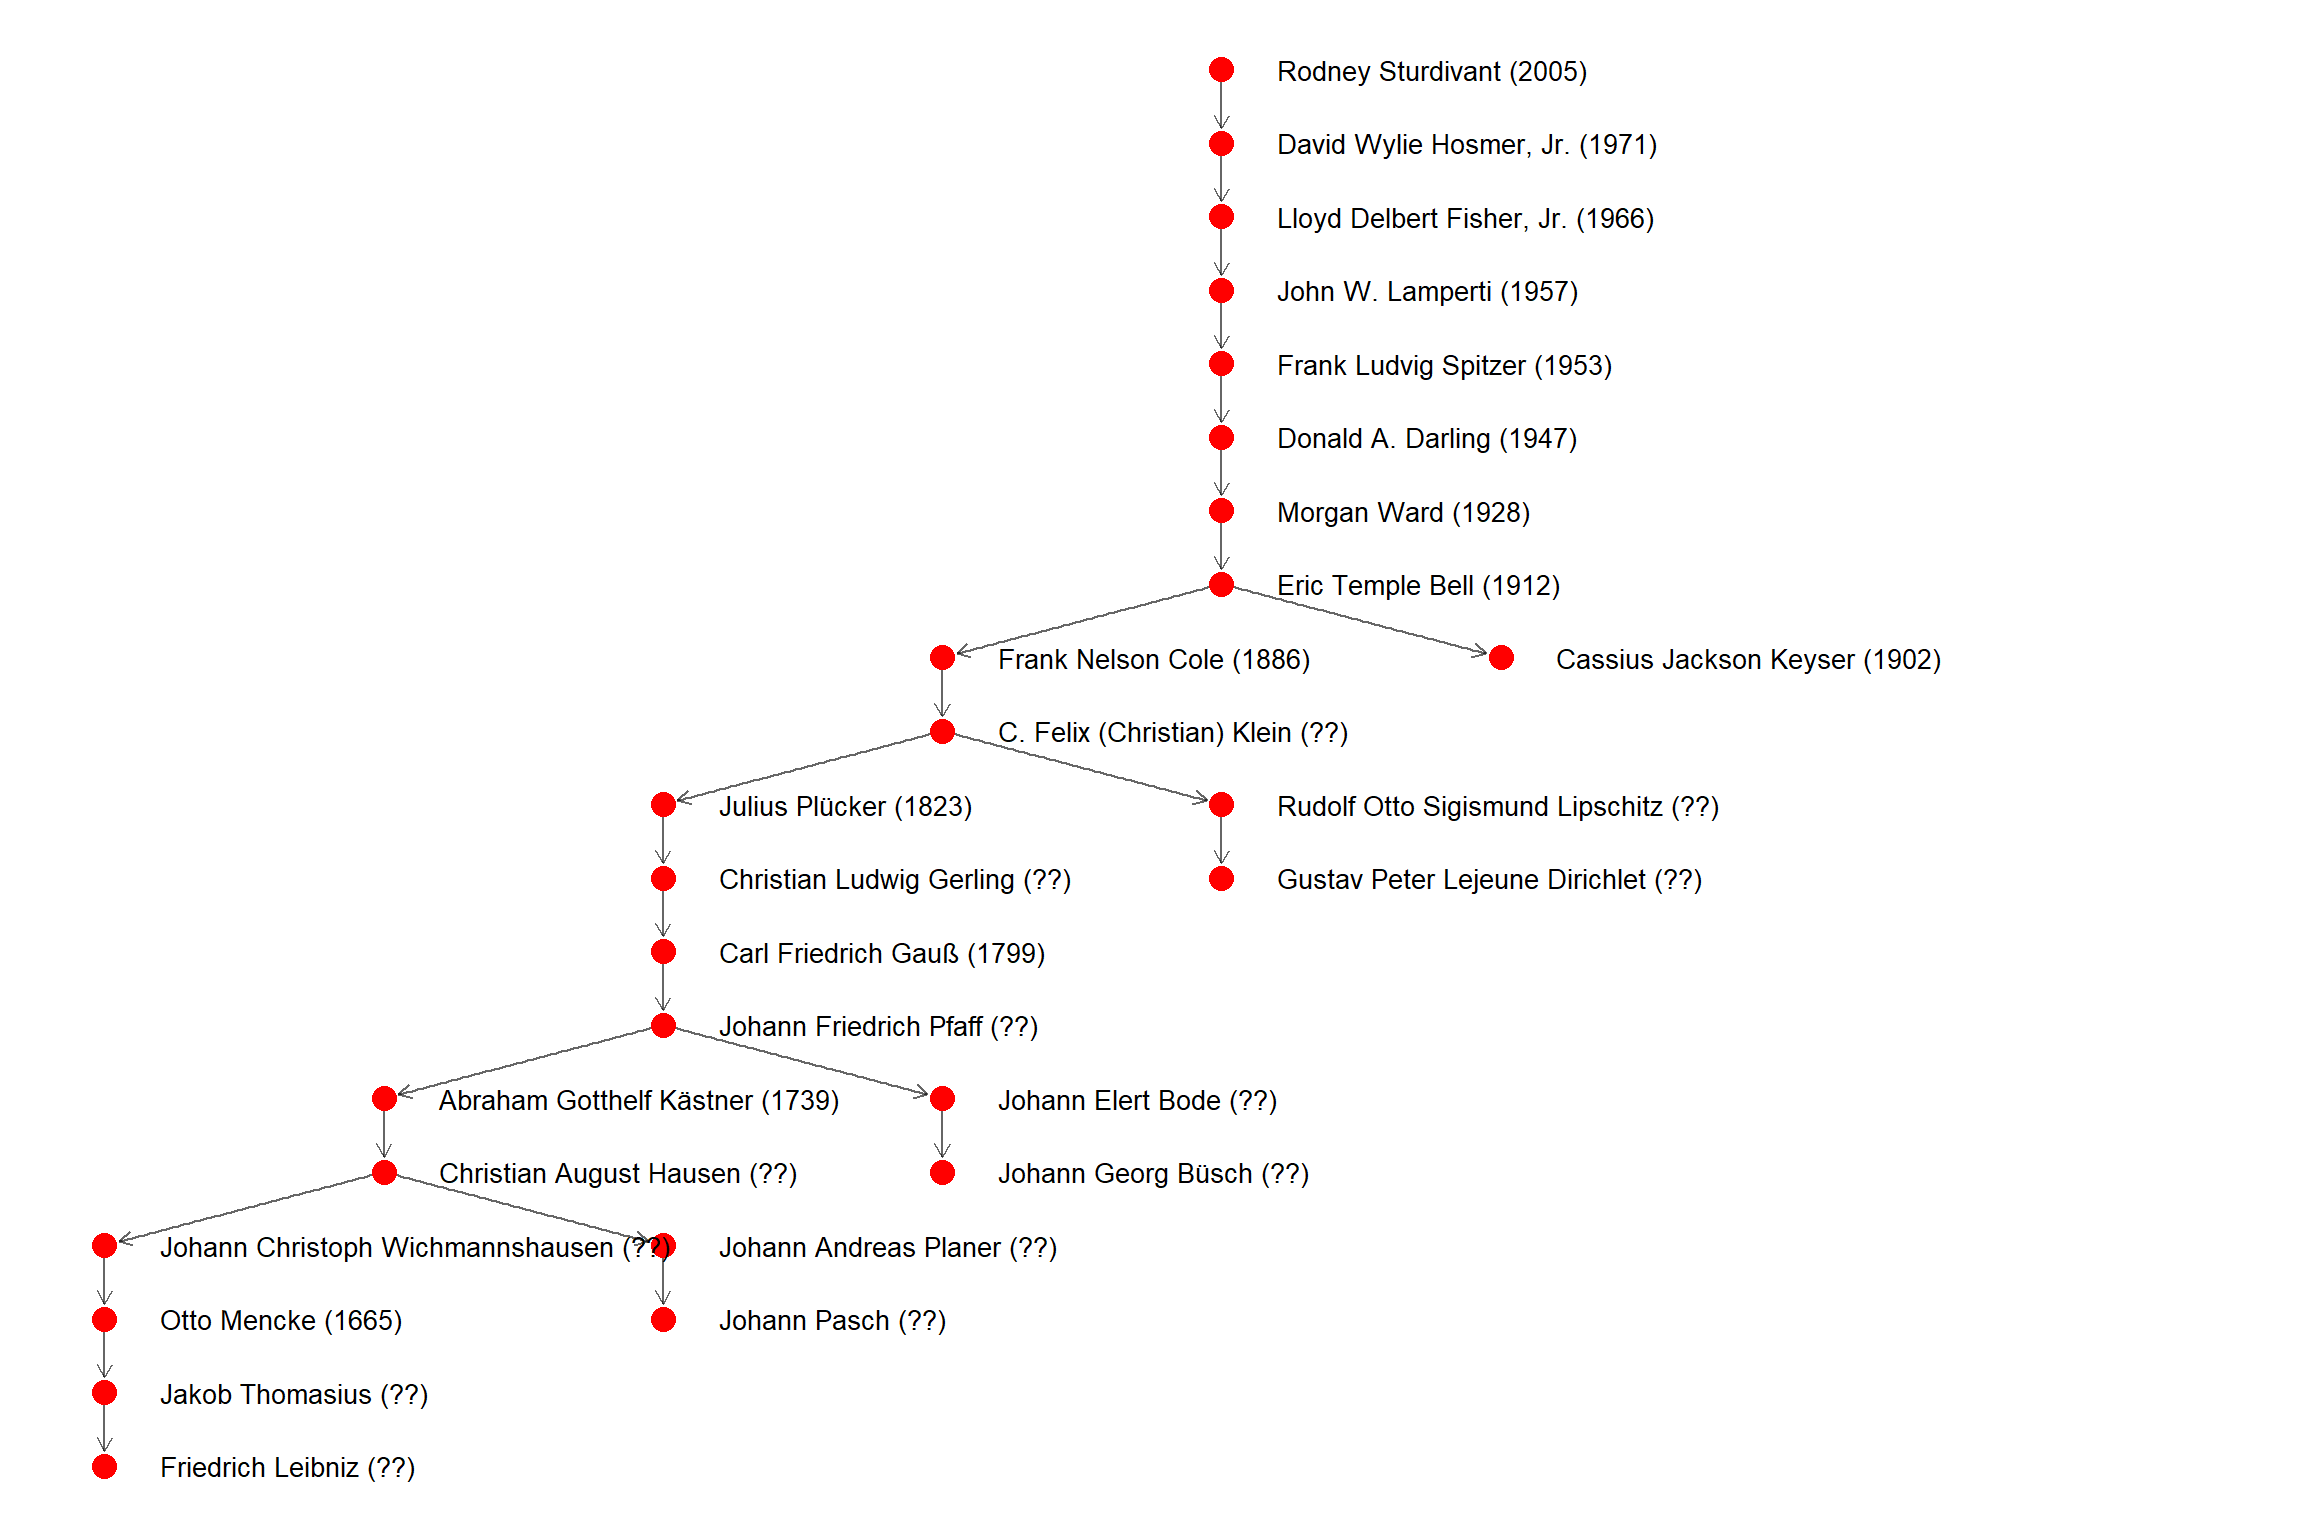 Rodney Sturdivant (2005)
David Wylie Hosmer, Jr. (1971)
Lloyd Delbert Fisher, Jr. (1966)
John W. Lamperti (1957)
Frank Ludvig Spitzer (1953)
Donald A. Darling (1947)
Morgan Ward (1928)
Eric Temple Bell (1912)
Frank Nelson Cole (1886)
Cassius Jackson Keyser (1902)
C. Felix (Christian) Klein (??)
Julius Plücker (1823)
Rudolf Otto Sigismund Lipschitz (??)
Christian Ludwig Gerling (??)
Gustav Peter Lejeune Dirichlet (??)
Carl Friedrich Gauß (1799)
Johann Friedrich Pfaff (??)
Abraham Gotthelf Kästner (1739)
Johann Elert Bode (??)
Christian August Hausen (??)
Johann Georg Büsch (??)
Johann Christoph Wichmannshausen (??)
Johann Andreas Planer (??)
Otto Mencke (1665)
Johann Pasch (??)
Jakob Thomasius (??)
Friedrich Leibniz (??)